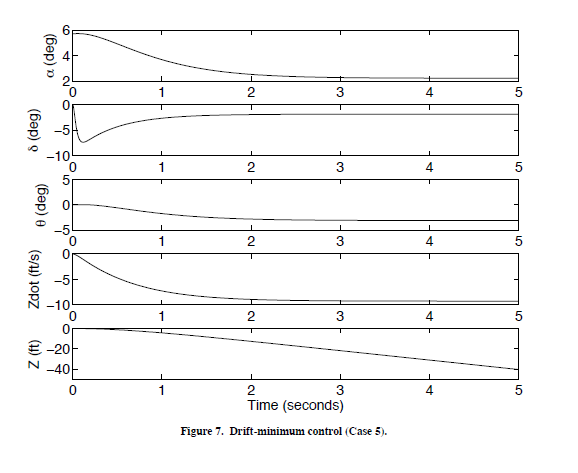 6
4
2
α (deg)
0 1 2 3 4 5
0
−5
−10
δ (deg)
0 1 2 3 4 5
5
0
−5
θ (deg)
0 1 2 3 4 5
0
−5
−10
Zdot (ft/s)
0 1 2 3 4 5
0
−20
−40
Z (ft)
0 1 2 3 4 5
Time (seconds)
Figure 7. Drift-minimum control (Case 5).